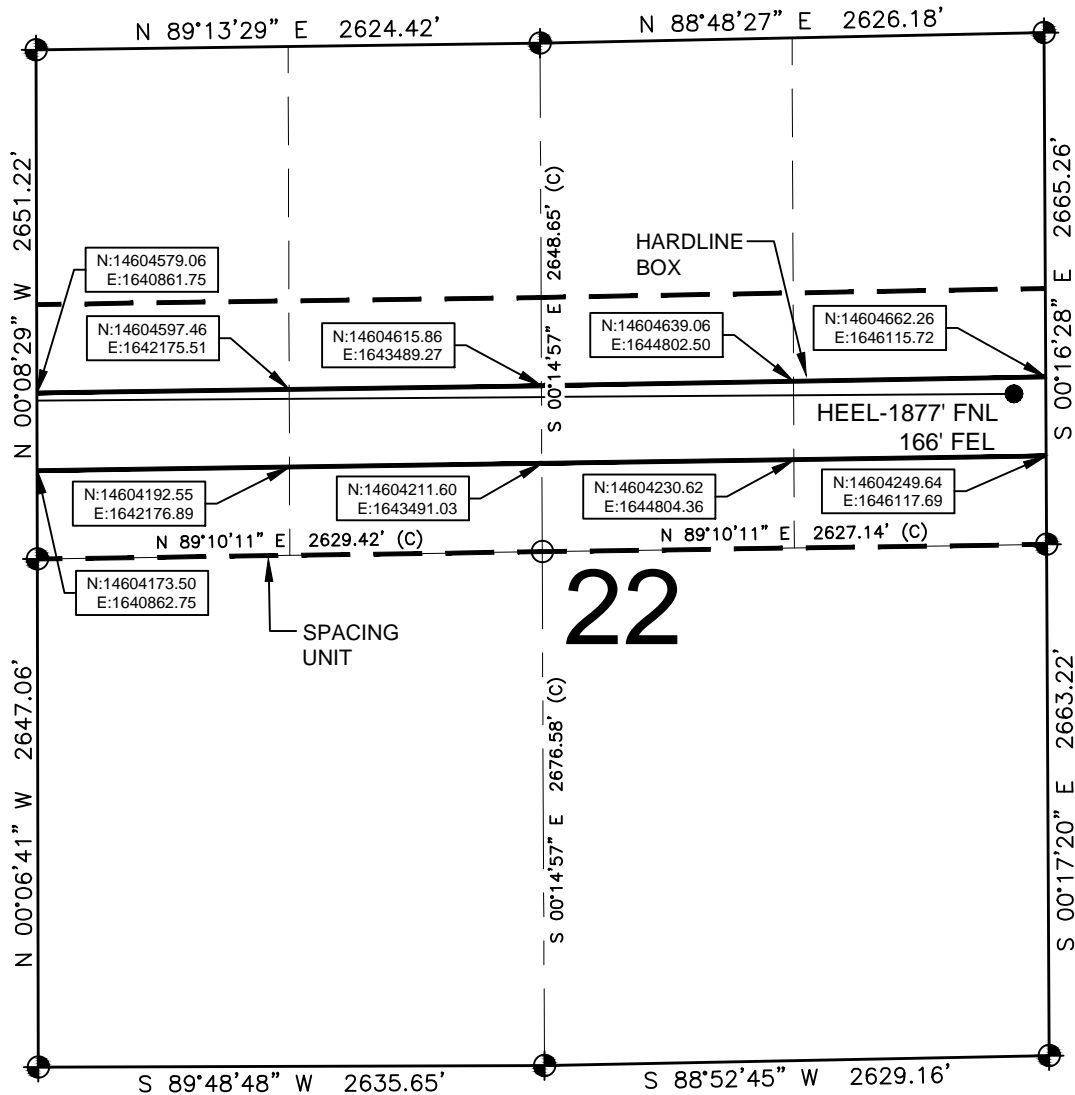 N 89°13'29" E 2624.42'
N 88°48'27" E 2626.18'
N 00°08'29" W 2651.22'
S 00°14'57" E 2648.65' (C)
S 00°16'28" E 2665.26'
HARDLINE
BOX
N:14604579.06
E:1640861.75
N:14604597.46
E:1642175.51
N:14604615.86
E:1643489.27
N:14604639.06
E:1644802.50
N:14604662.26
E:1646115.72
HEEL-1877' FNL
166' FEL
N:14604192.55
E:1642176.89
N:14604211.60
E:1643491.03
N:14604230.62
E:1644804.36
N:14604249.64
E:1646117.69
N 89°10'11" E 2629.42' (C)
N 89°10'11" E 2627.14' (C)
N:14604173.50
E:1640862.75
22
SPACING
UNIT
N 00°06'41" W 2647.06'
S 00°14'57" E 2676.58' (C)
S 00°17'20" E 2663.22'
S 89°48'48" W 2635.65'
S 88°52'45" W 2629.16'